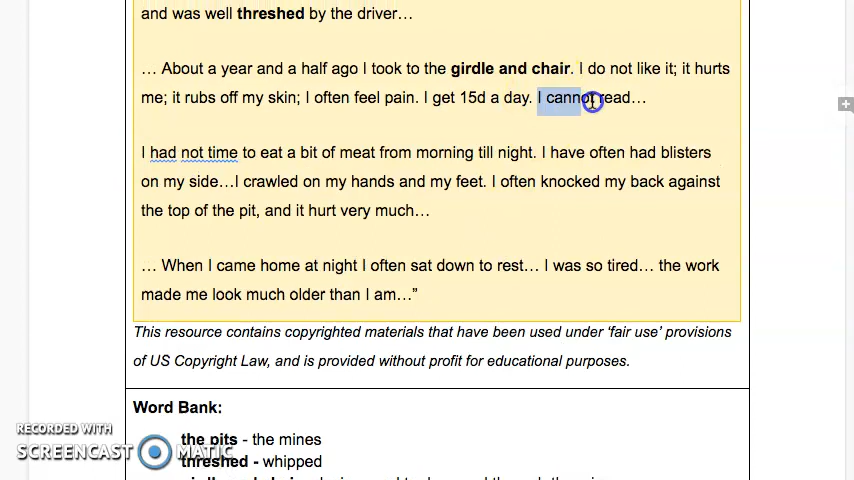 and was well threshed by the driver…
… About a year and a half ago I took to the girdle and chair. I do not like it; it hurts
me; it rubs off my skin; I often feel pain. I get 15d a day. I cannot read…
I had not time to eat a bit of meat from morning till night. I have often had blisters
on my side…I crawled on my hands and my feet. I often knocked my back against
the top of the pit, and it hurt very much…
… When I came home at night I often sat down to rest… I was so tired… the work
made me look much older than I am…”
This resource contains copyrighted materials that have been used under ‘fair use’ provisions
of US Copyright Law, and is provided without profit for educational purposes.
Word Bank:
the pits - the mines
threshed - whipped
RECORDED WITH
SCREENCAST MATIC